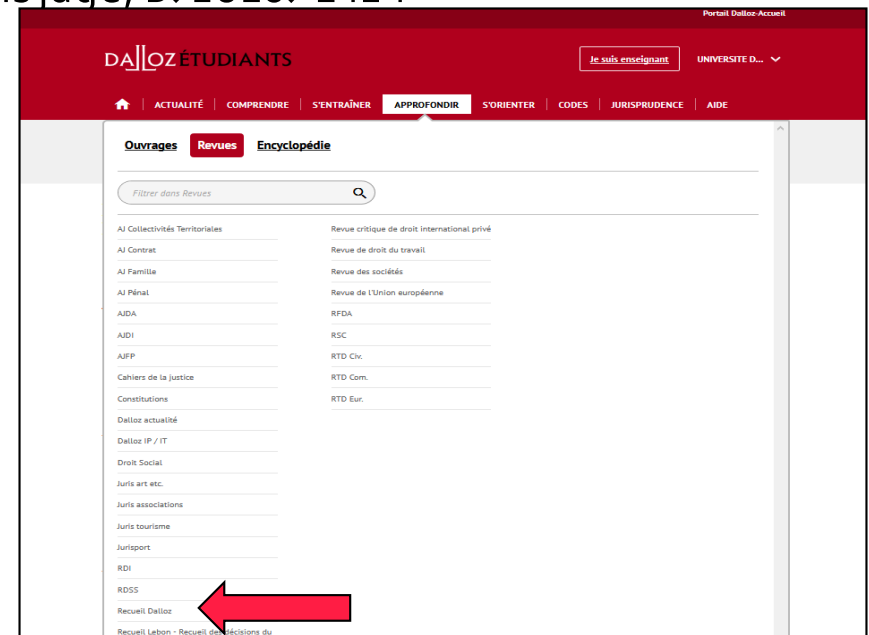 Portail Dalloz-Accueil
DALLOZ ÉTUDIANTS
Je suis enseignant
UNIVERSITE D...
ACTUALITÉ
COMPRENDRE
S'ENTRAÎNER
APPROFONDIR
S'ORIENTER
CODES
JURISPRUDENCE
AIDE
Ouvrages
Revues
Encyclopédie
Filtrer dans Revues
AJ Collectivités Territoriales
AJ Contrat
AJ Famille
AJ Pénal
AJDA
AJDI
AJFP
Cahiers de la justice
Constitutions
Dalloz actualité
Dalloz IP / IT
Droit Social
Juris art etc.
Juris associations
Juris tourisme
Jurisport
RDI
RDSS
Recueil Dalloz
Recueil Lebon - Recueil des décisions du
Revue critique de droit international privé
Revue de droit du travail
Revue des sociétés
Revue de l'Union européenne
RFDA
RSC
RTD Civ.
RTD Com.
RTD Eur.